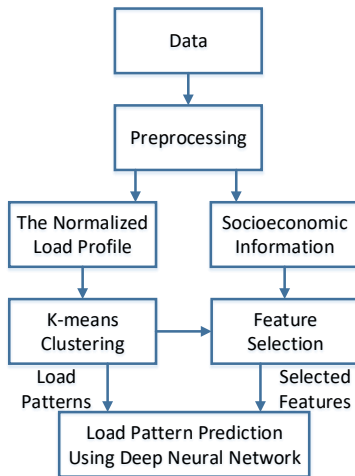 Data
Preprocessing
The Normalized
Load Profile
Socioeconomic
Information
K-means
Clustering
Feature
Selection
Load
Patterns
Selected
Features
Load Pattern Prediction
Using Deep Neural Network